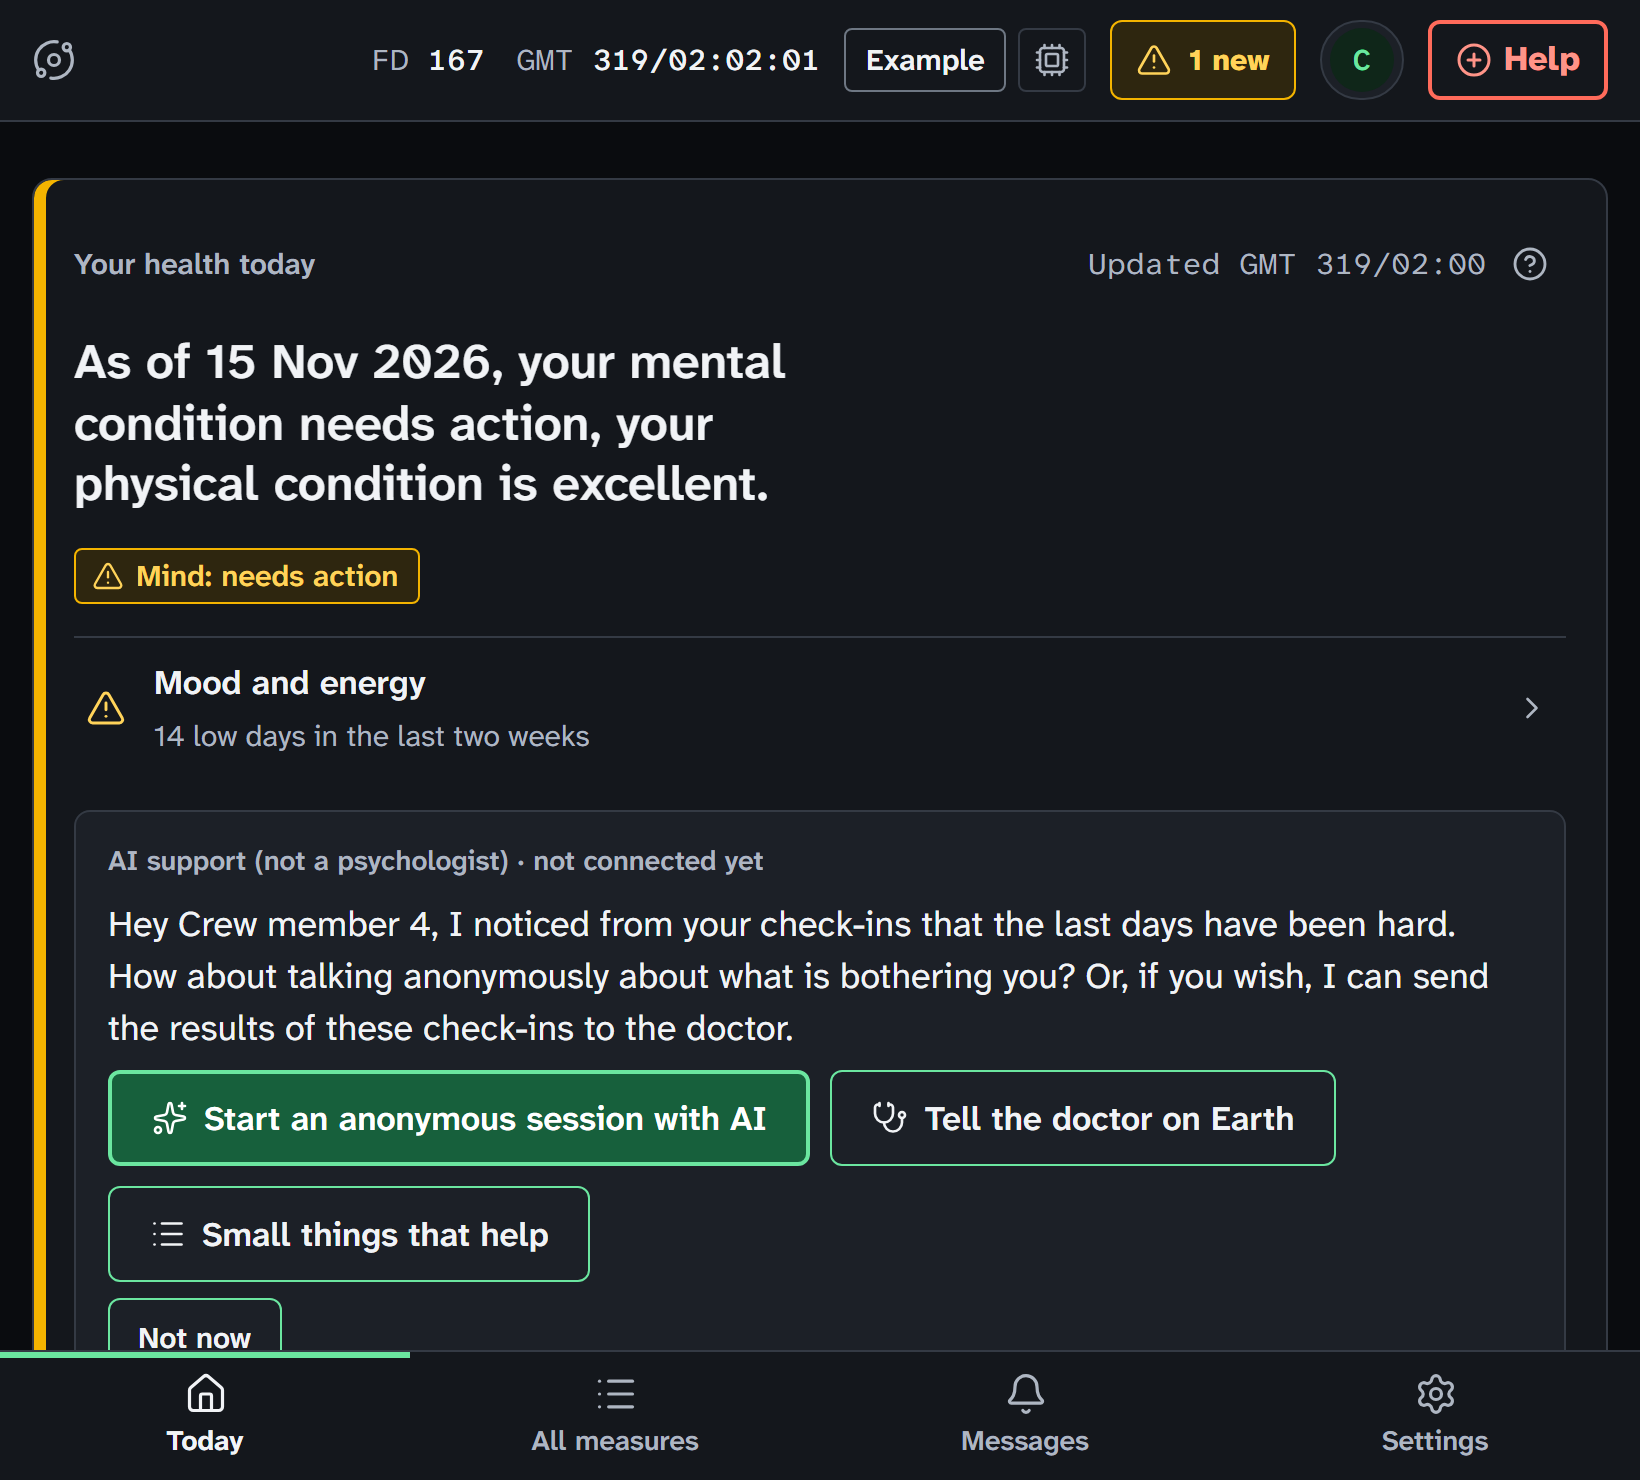 FD 167 GMT 319/02:02:01 Example 1 new C Help
Your health today Updated GMT 319/02:00
As of 15 Nov 2026, your mental
condition needs action, your
physical condition is excellent.
Mind: needs action
Mood and energy
14 low days in the last two weeks
AI support (not a psychologist) · not connected yet
Hey Crew member 4, I noticed from your check-ins that the last days have been hard.
How about talking anonymously about what is bothering you? Or, if you wish, I can send
the results of these check-ins to the doctor.
Start an anonymous session with AI Tell the doctor on Earth
Small things that help
Not now
Today All measures Messages Settings